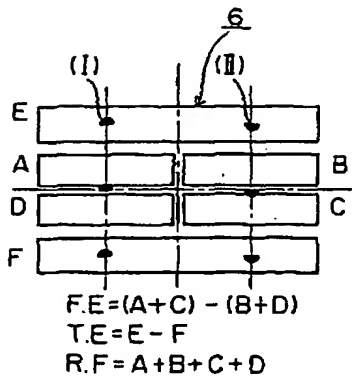 6
(I) (II)
E
A B
D C
F
F.E=(A+C) - (B+D)
T.E=E - F
R.F=A+B+C+D